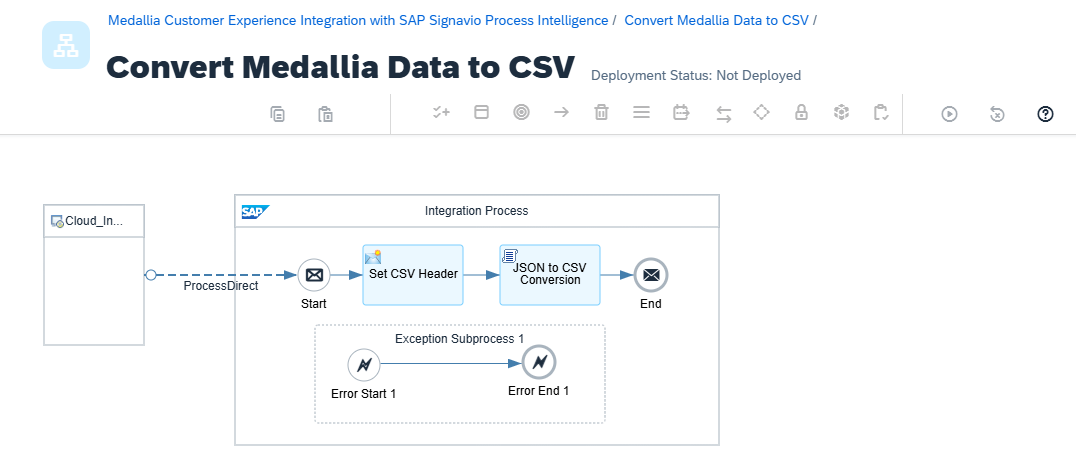 Medallia Customer Experience Integration with SAP Signavio Process Intelligence / Convert Medallia Data to CSV /
Convert Medallia Data to CSV
Deployment Status: Not Deployed
Cloud_In...
SAP
Integration Process
ProcessDirect
Start
Set CSV Header
JSON to CSV
Conversion
End
Exception Subprocess 1
Error Start 1
Error End 1